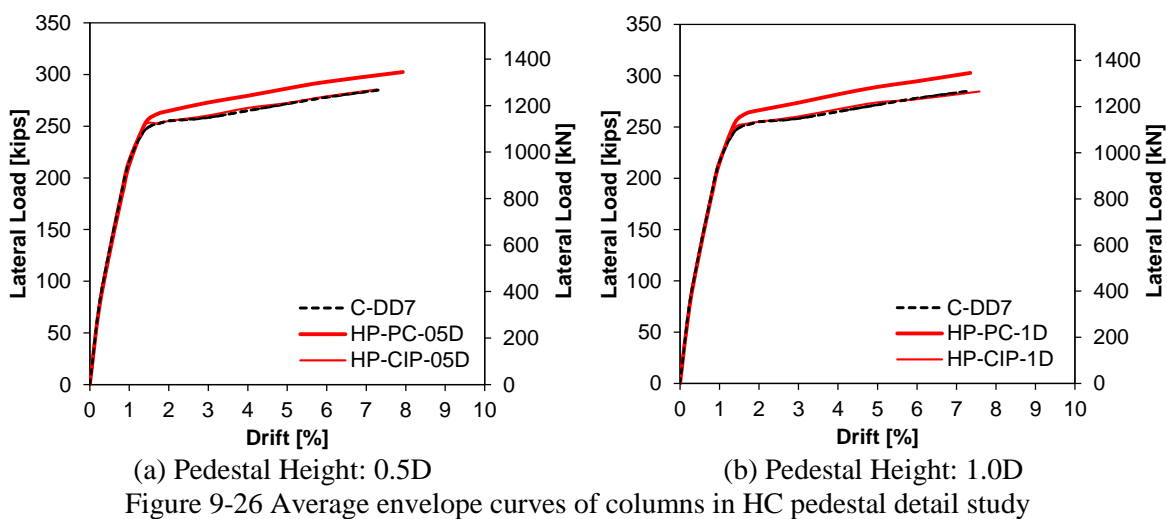 350
300
250
200
150
100
50
0
Lateral Load [kips]
1400
1200
1000
800
600
400
200
0
Lateral Load [kN]
C-DD7
HP-PC-05D
HP-CIP-05D
0 1 2 3 4 5 6 7 8 9 10
Drift [%]
(a) Pedestal Height: 0.5D
350
300
250
200
150
100
50
0
Lateral Load [kips]
1400
1200
1000
800
600
400
200
0
Lateral Load [kN]
C-DD7
HP-PC-1D
HP-CIP-1D
0 1 2 3 4 5 6 7 8 9 10
Drift [%]
(b) Pedestal Height: 1.0D
Figure 9-26 Average envelope curves of columns in HC pedestal detail study